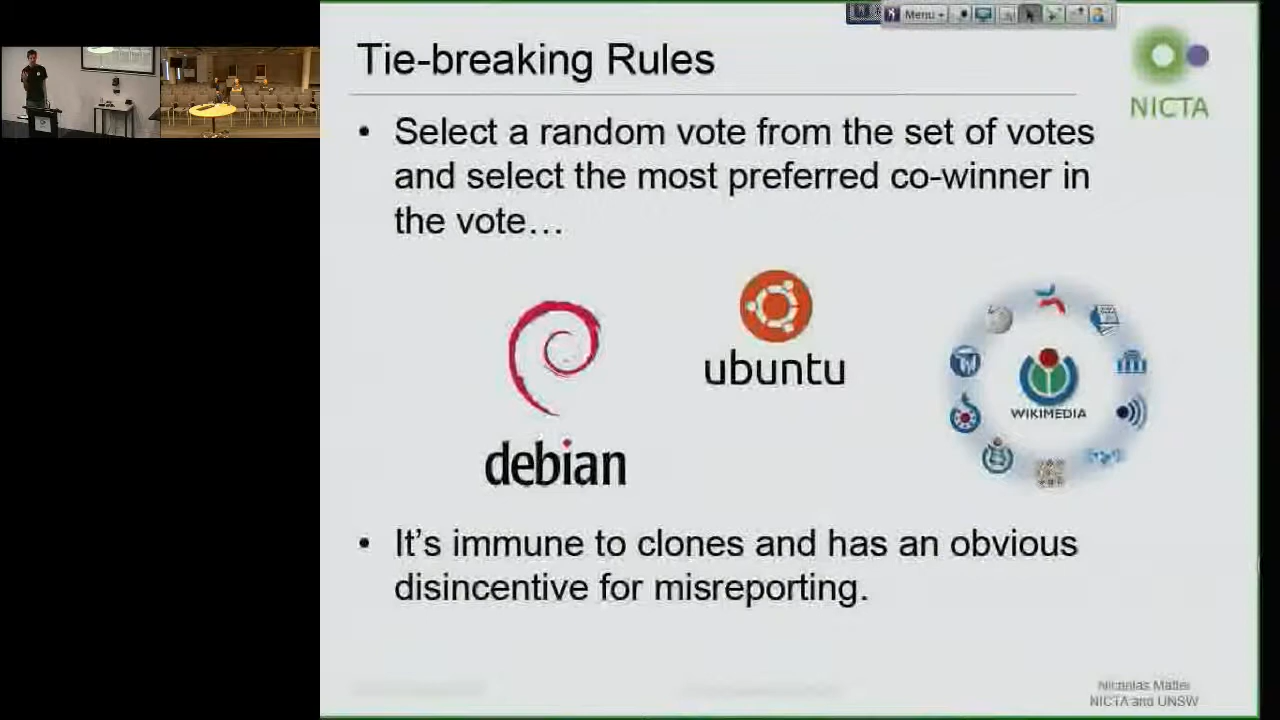 Menu
Tie-breaking Rules
NICTA
• Select a random vote from the set of votes
and select the most preferred co-winner in
the vote…
ubuntu
debian
WIKIMEDIA
• It's immune to clones and has an obvious
disincentive for misreporting.
Nicholas Mattei
NICTA and UNSW